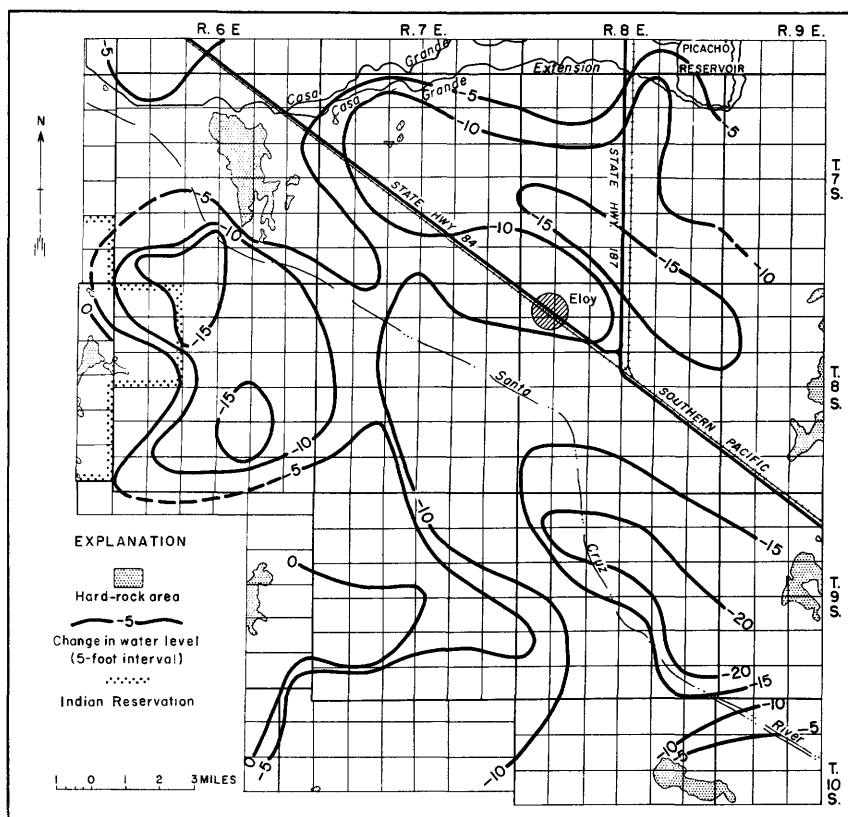 R. 6 E.
R. 7 E.
R. 8 E.
R. 9 E.
-5
Casa
Grande
Extension
Casa
Grande
PICACHO
RESERVOIR
-5
-10
-5
N
STATE HWY 84
STATE HWY 187
T.
7
S.
-5
-10
-10
-15
-15
-10
0
-15
Eloy
Santa
SOUTHERN PACIFIC
T.
8
S.
-15
-10
-5
-10
-15
EXPLANATION
Hard-rock area
-5
Change in water level
(5-foot interval)
Indian Reservation
0
Cruz
T.
9
S.
-20
-20
-15
-10
-5
River
0
-5
-10
-10
T.
10
S.
1 0 2 3 MILES